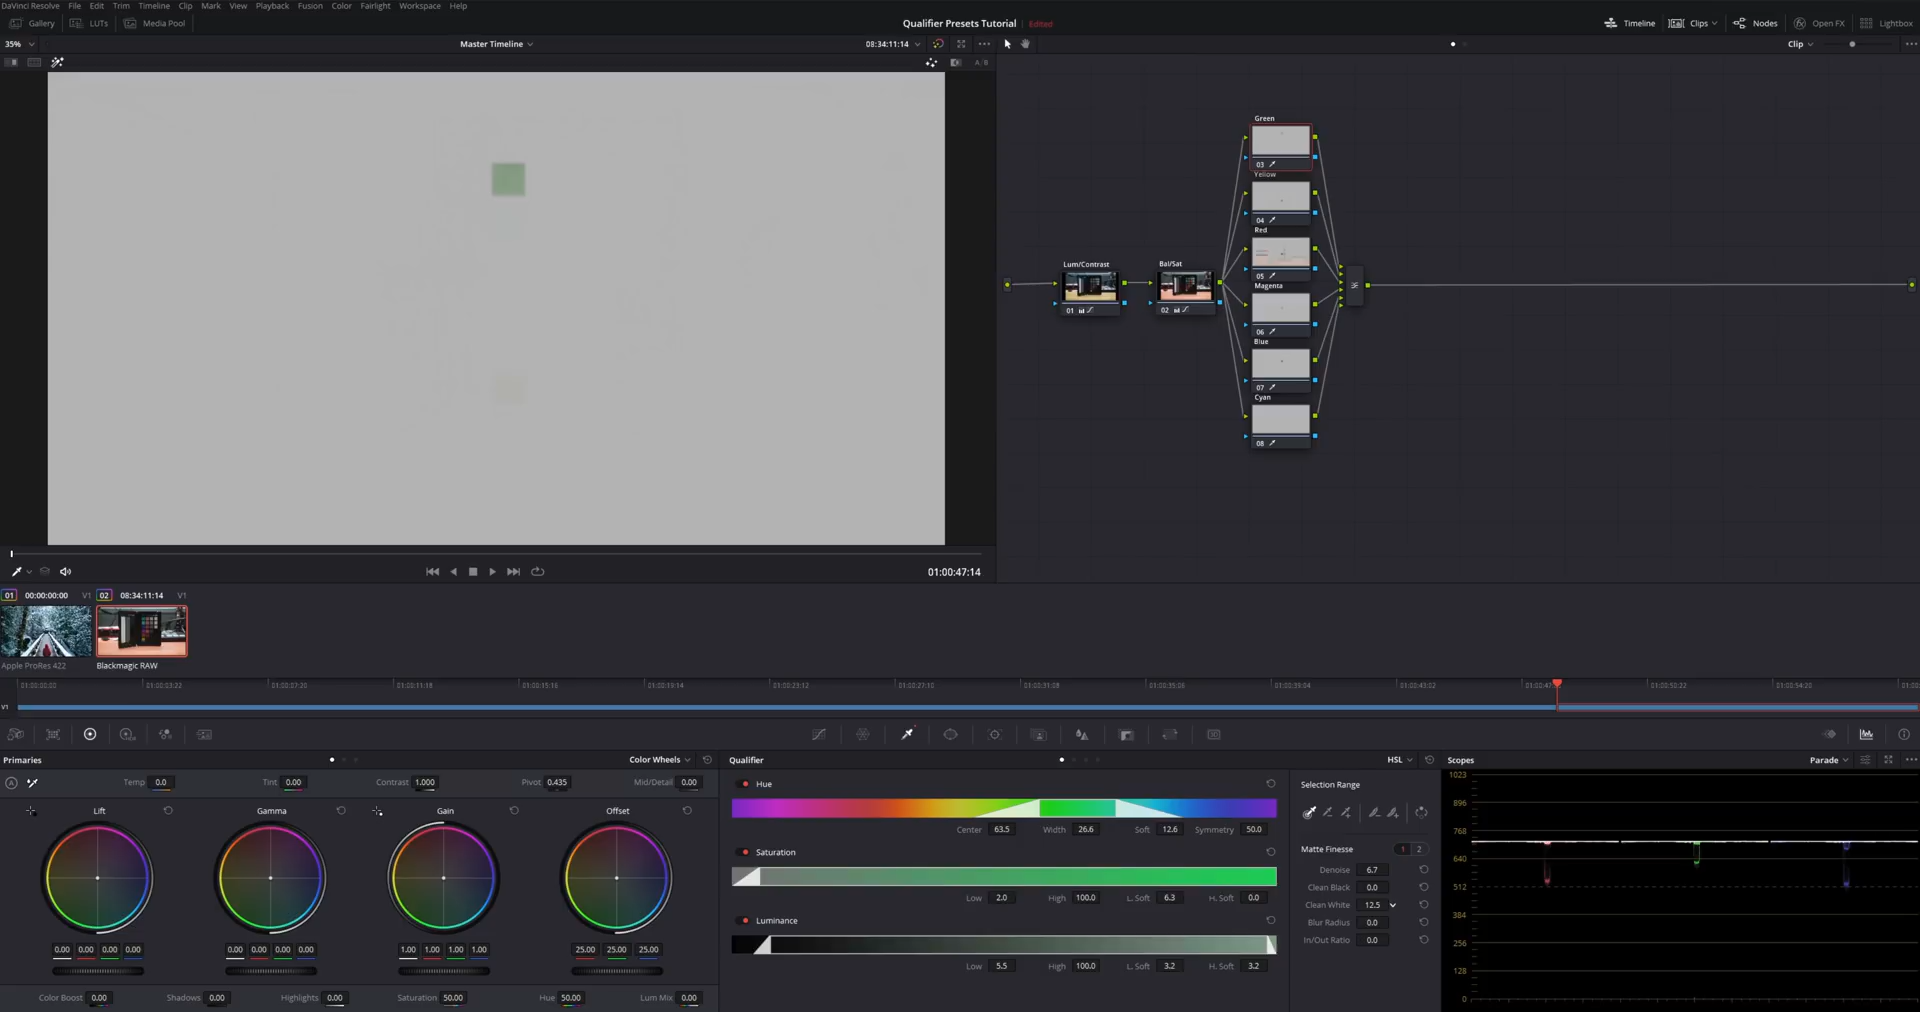 DaVinci Resolve File Edit Trim Timeline Clip Mark View Playback Fusion Color Fairlight Workspace Help
Gallery LUTs Media Pool Qualifier Presets Tutorial Edited Timeline Clips Nodes Open FX Lightbox
35% Master Timeline 08:34:11:14 Clip
A/B
Green
03
Yellow
04
Red
05
Lum/Contrast Bal/Sat
01 02
Magenta
06
Blue
07
Cyan
08
01:00:47:14
01 00:00:00:00 V1 02 08:34:11:14 V1
Apple ProRes 422 Blackmagic RAW
01:00:00:00 01:00:03:22 01:00:07:20 01:00:11:18 01:00:15:16 01:00:19:14 01:00:23:12 01:00:27:10 01:00:31:08 01:00:35:06 01:00:39:04 01:00:43:02 01:00:47: 01:00:50:22 01:00:54:20 01:00:
V1
Primaries Color Wheels Qualifier HSL Scopes Parade
A Temp 0.0 Tint 0.00 Contrast 1.000 Pivot 0.435 Mid/Detail 0.00
Lift Gamma Gain Offset
0.00 0.00 0.00 0.00 0.00 0.00 0.00 0.00 1.00 1.00 1.00 1.00 25.00 25.00 25.00
Color Boost 0.00 Shadows 0.00 Highlights 0.00 Saturation 50.00 Hue 50.00 Lum Mix 0.00
Hue
Center 63.5 Width 26.6 Soft 12.6 Symmetry 50.0
Saturation
Low 2.0 High 100.0 L. Soft 6.3 H. Soft 0.0
Luminance
Low 5.5 High 100.0 L. Soft 3.2 H. Soft 3.2
Selection Range
Matte Finesse 1 2
Denoise 6.7
Clean Black 0.0
Clean White 12.5
Blur Radius 0.0
In/Out Ratio 0.0
1023
896
768
640
512
384
256
128
0